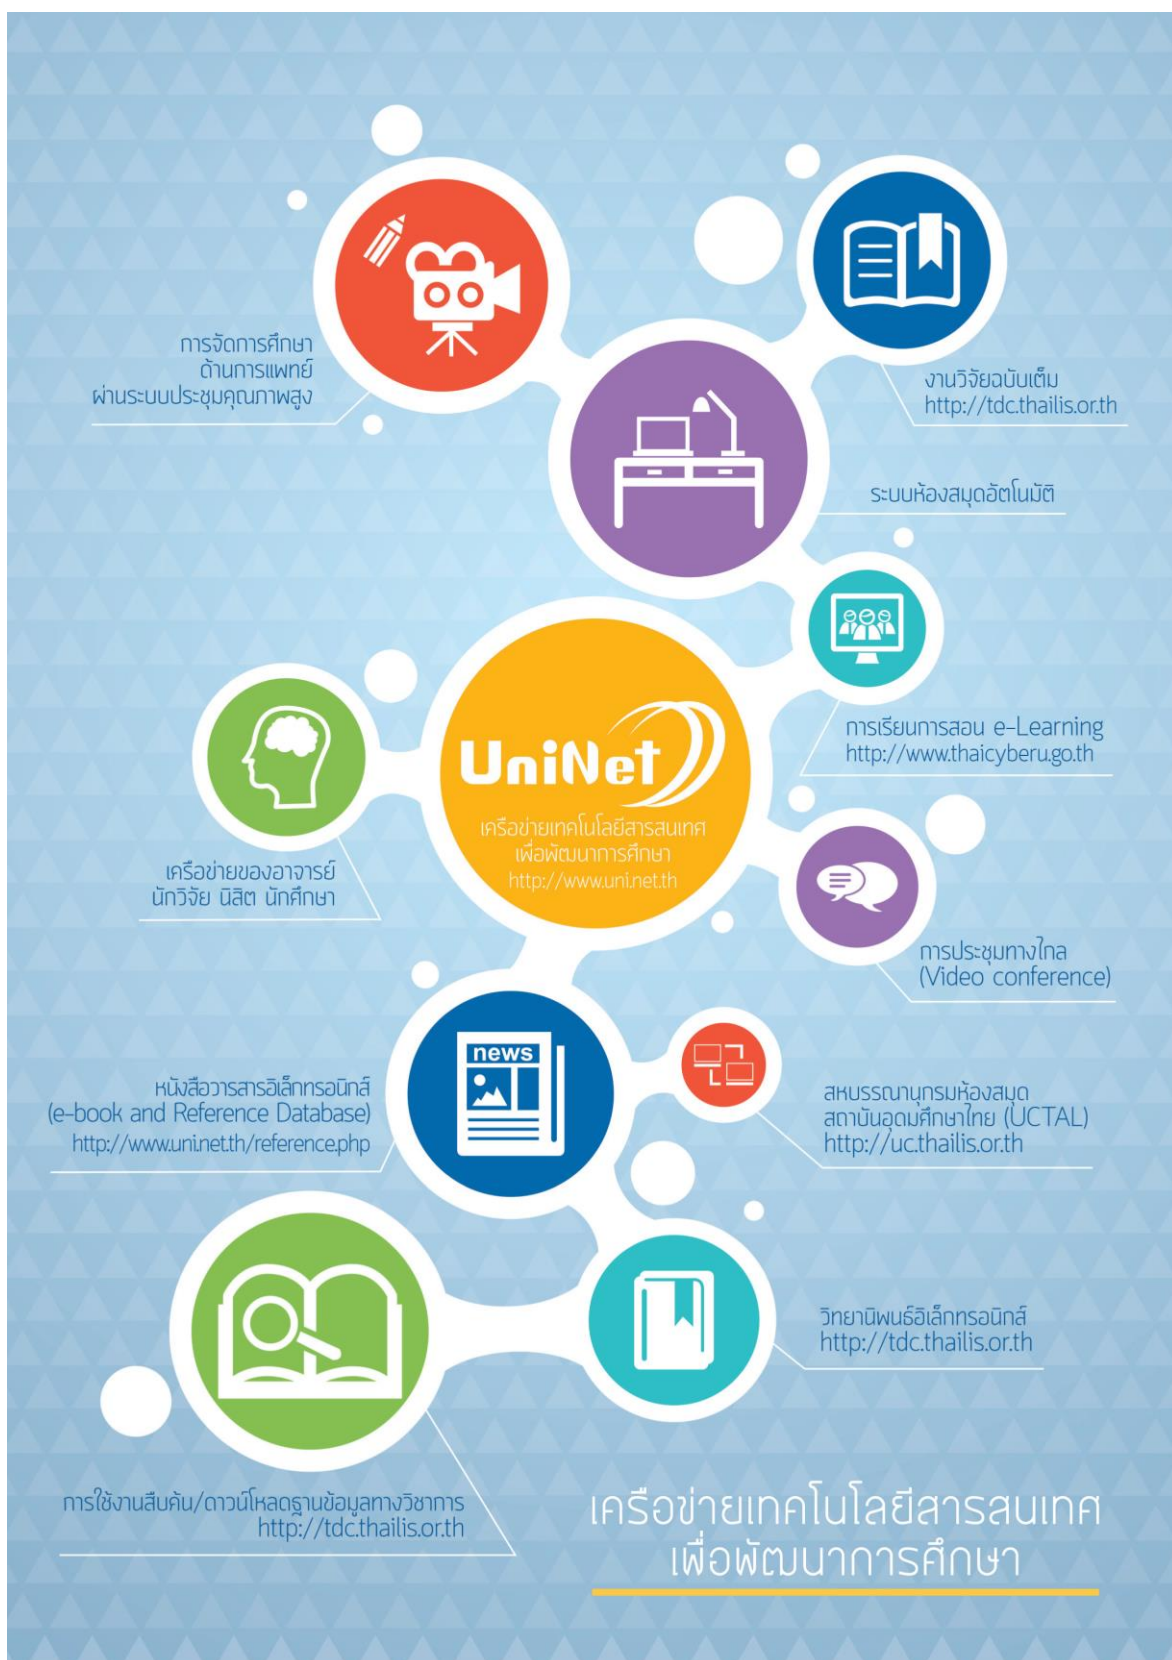 การจัดการศึกษา
ด้านการแพทย์
ผ่านระบบประชุมคุณภาพสูง
งานวิจัยฉบับเต็ม
http://tdc.thailis.or.th
ระบบห้องสมุดอัตโนมัติ
การเรียนการสอน e-Learning
http://www.thaicyberu.go.th
UniNet
เครือข่ายเทคโนโลยีสารสนเทศ
เพื่อพัฒนาการศึกษา
http://www.uni.net.th
เครือข่ายของอาจารย์
นักวิจัย นิสิต นักศึกษา
การประชุมทางไกล
(Video conference)
news
หนังสือวารสารอิเล็กทรอนิกส์
(e-book and Reference Database)
http://www.uni.net.th/reference.php
สหบรรณานุกรมห้องสมุด
สถาบันอุดมศึกษาไทย (UCTAL)
http://uc.thailis.or.th
วิทยานิพนธ์อิเล็กทรอนิกส์
http://tdc.thailis.or.th
การใช้งานสืบค้น/ดาวน์โหลดฐานข้อมูลทางวิชาการ
http://tdc.thailis.or.th
เครือข่ายเทคโนโลยีสารสนเทศ
เพื่อพัฒนาการศึกษา